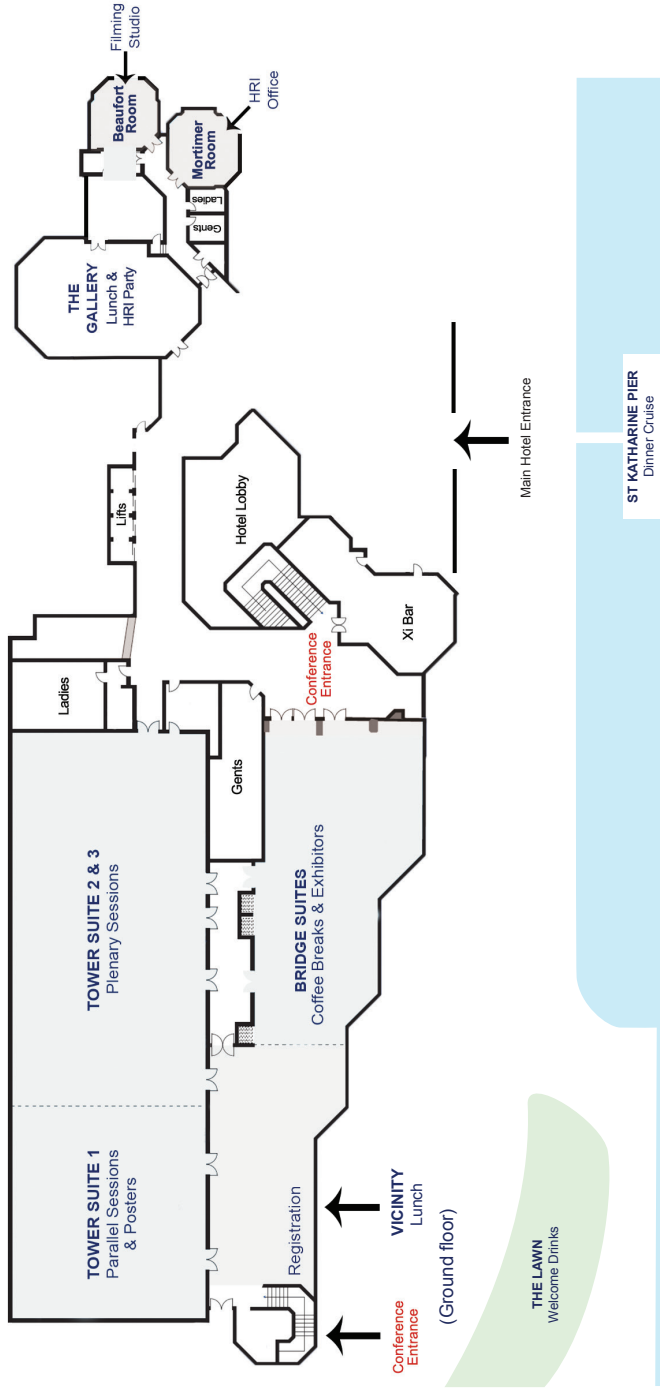 TOWER SUITE 1
Parallel Sessions
& Posters
TOWER SUITE 2 & 3
Plenary Sessions
Ladies
Lifts
THE
GALLERY
Lunch &
HRI Party
Beaufort
Room
Filming
Studio
Mortimer
Room
HRI
Office
Ladies
Gents
Registration
BRIDGE SUITES
Coffee Breaks & Exhibitors
Gents
Conference
Entrance
Hotel Lobby
Xi Bar
Main Hotel Entrance
Conference
Entrance
VICINITY
Lunch
(Ground floor)
THE LAWN
Welcome Drinks
ST KATHARINE PIER
Dinner Cruise